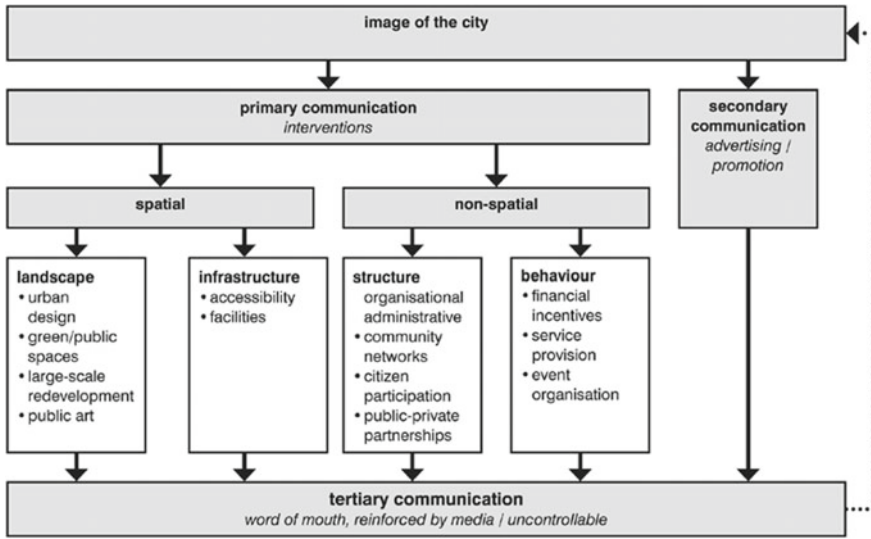 image of the city
primary communication
interventions
secondary
communication
advertising /
promotion
spatial
non-spatial
landscape
• urban
design
• green/public
spaces
• large-scale
redevelopment
• public art
infrastructure
• accessibility
• facilities
structure
organisational
administrative
• community
networks
• citizen
participation
• public-private
partnerships
behaviour
• financial
incentives
• service
provision
• event
organisation
tertiary communication
word of mouth, reinforced by media / uncontrollable